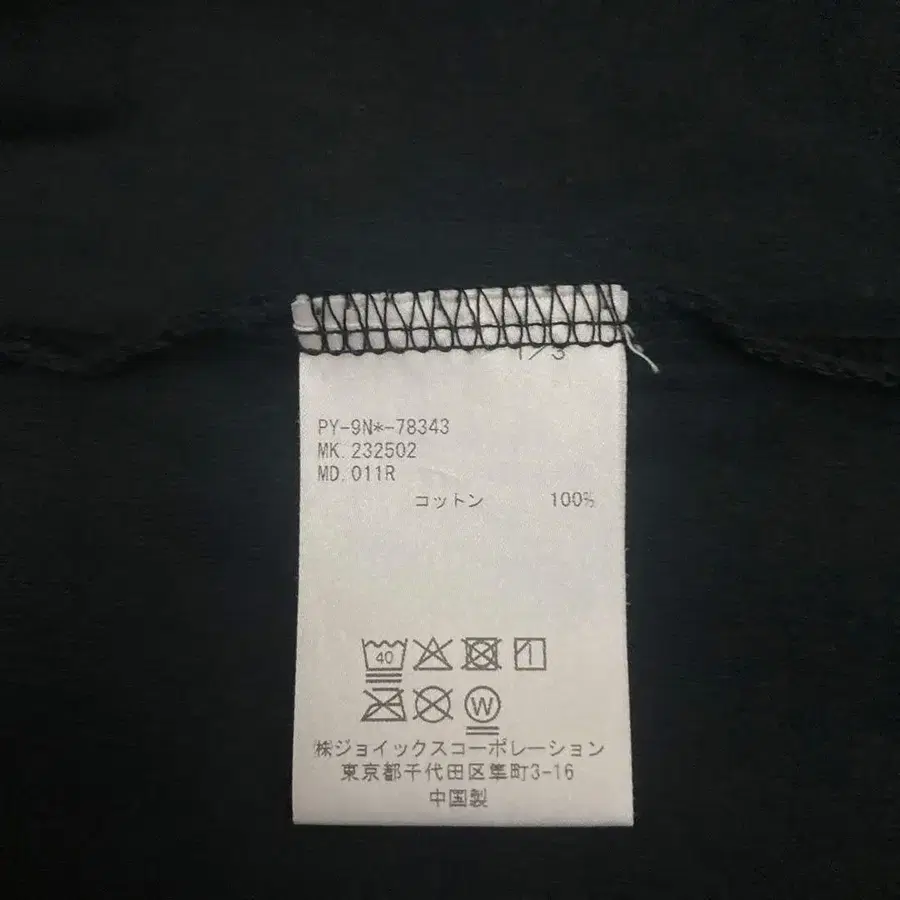 1/3
PY-9N*-78343
MK. 232502
MD. 011R
コットン 100%
40
W
㈱ジョイックスコーポレーション
東京都千代田区隼町3-16
中国製